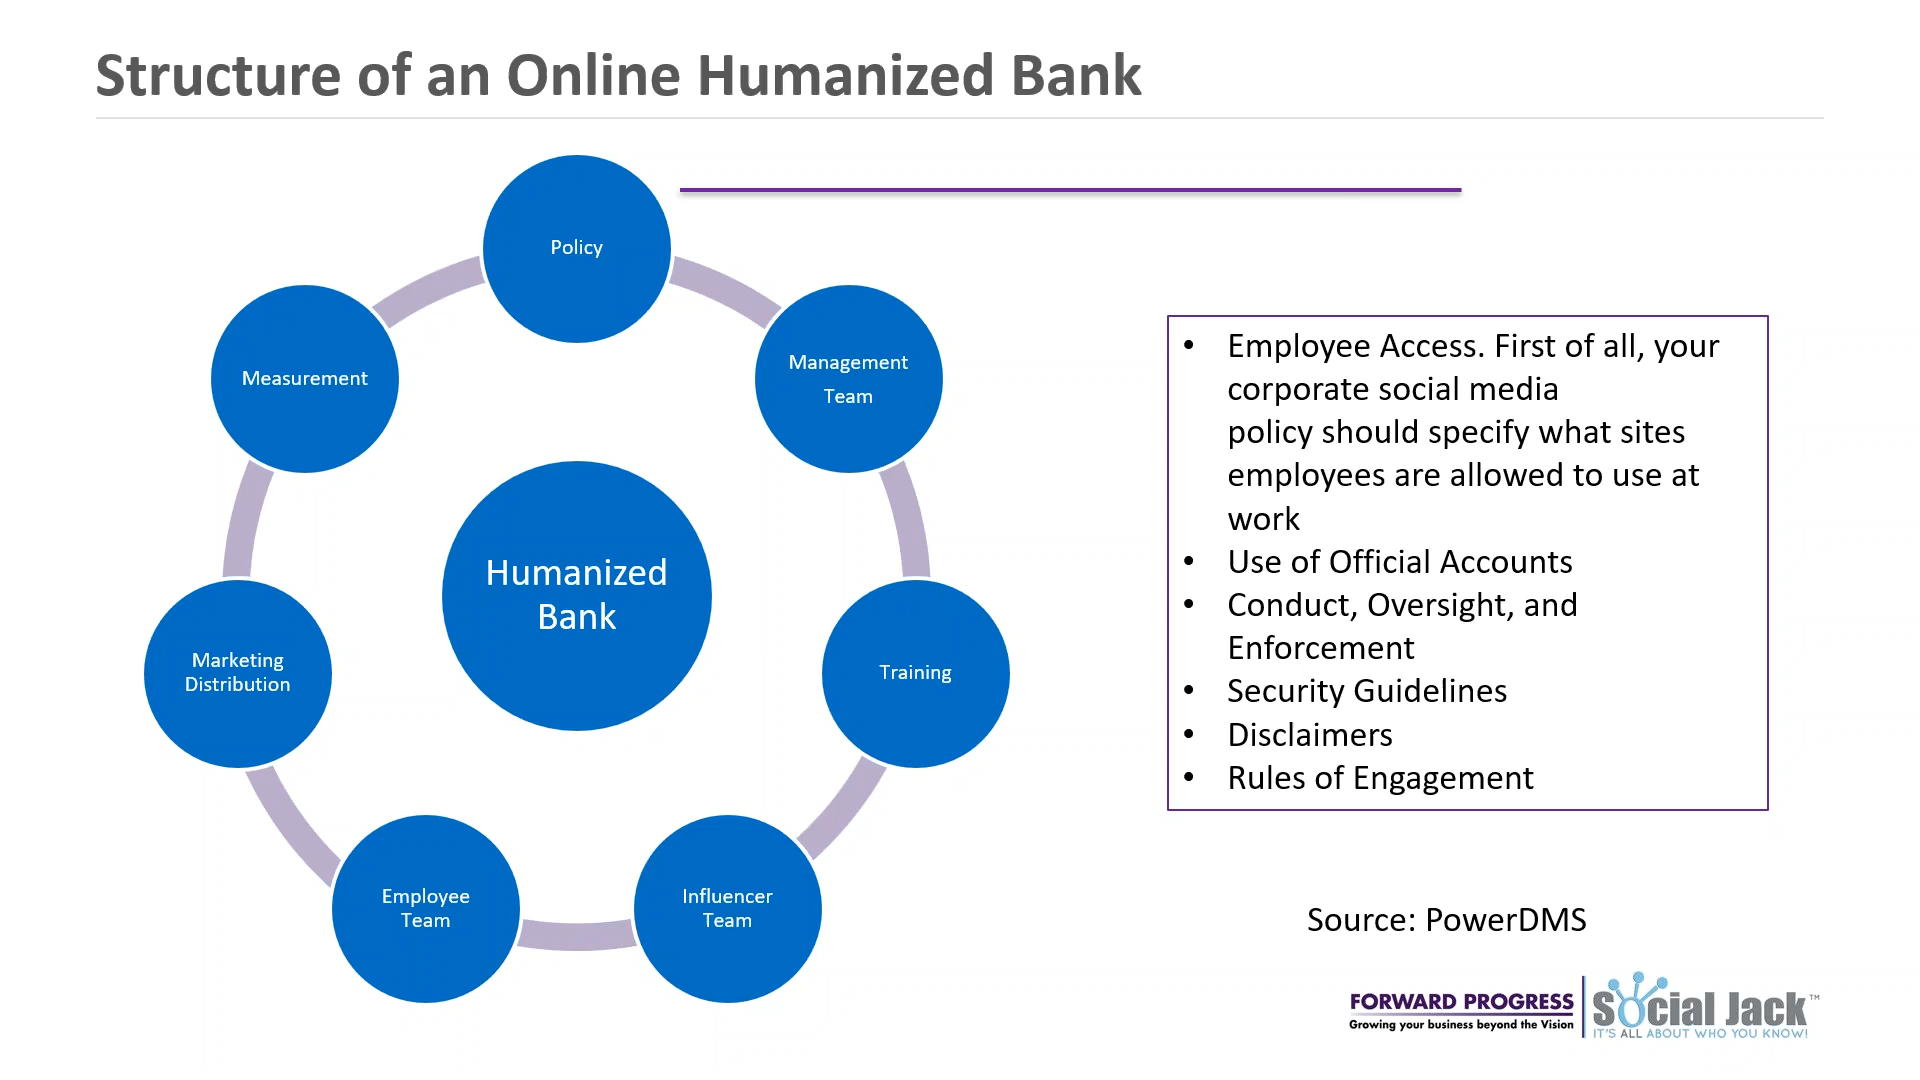 Structure of an Online Humanized Bank
Policy
Management
Team
Training
Influencer
Team
Employee
Team
Marketing
Distribution
Measurement
Humanized
Bank
• Employee Access. First of all, your
corporate social media
policy should specify what sites
employees are allowed to use at
work
• Use of Official Accounts
• Conduct, Oversight, and
Enforcement
• Security Guidelines
• Disclaimers
• Rules of Engagement
Source: PowerDMS
FORWARD PROGRESS
Growing your business beyond the Vision
Social Jack™
IT'S ALL ABOUT WHO YOU KNOW!